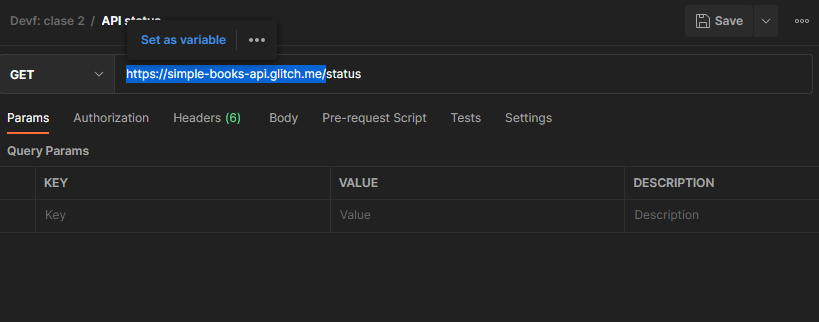 Devf: clase 2 / API status
Save
Set as variable
GET
https://simple-books-api.glitch.me/status
Params Authorization Headers (6) Body Pre-request Script Tests Settings
Query Params
KEY VALUE DESCRIPTION
Key Value Description